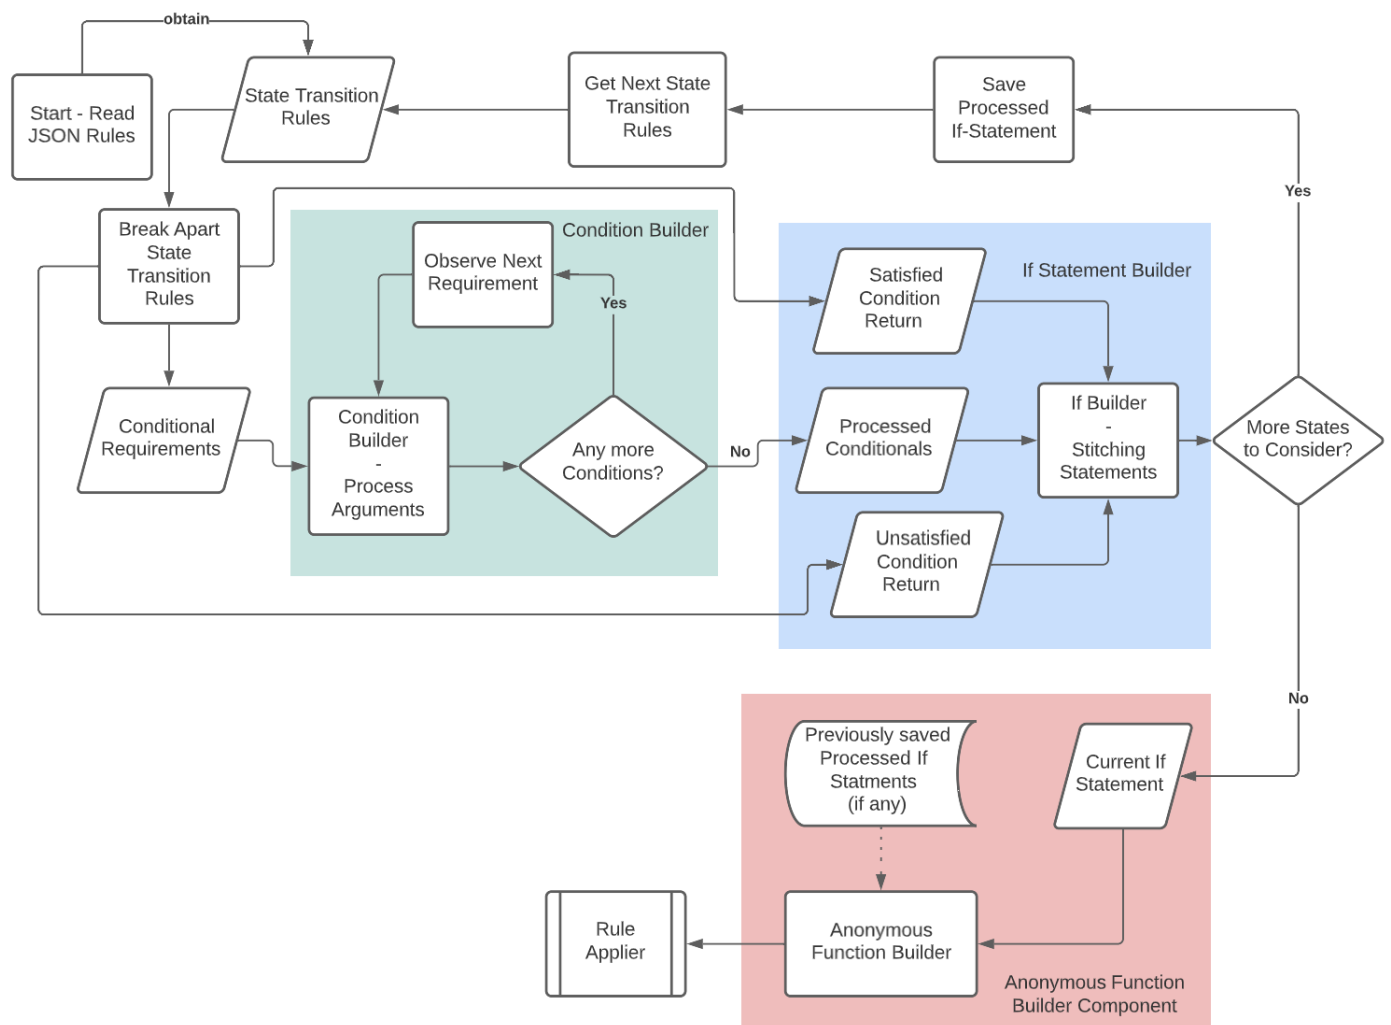 obtain
Start - Read
JSON Rules
State Transition
Rules
Get Next State
Transition
Rules
Save
Processed
If-Statement
Yes
Break Apart
State
Transition
Rules
Condition Builder
Observe Next
Requirement
Yes
Conditional
Requirements
Condition
Builder
-
Process
Arguments
Any more
Conditions?
No
If Statement Builder
Satisfied
Condition
Return
Processed
Conditionals
Unsatisfied
Condition
Return
If Builder
-
Stitching
Statements
More States
to Consider?
No
Previously saved
Processed If
Statments
(if any)
Current If
Statement
Anonymous
Function Builder
Rule
Applier
Anonymous Function
Builder Component